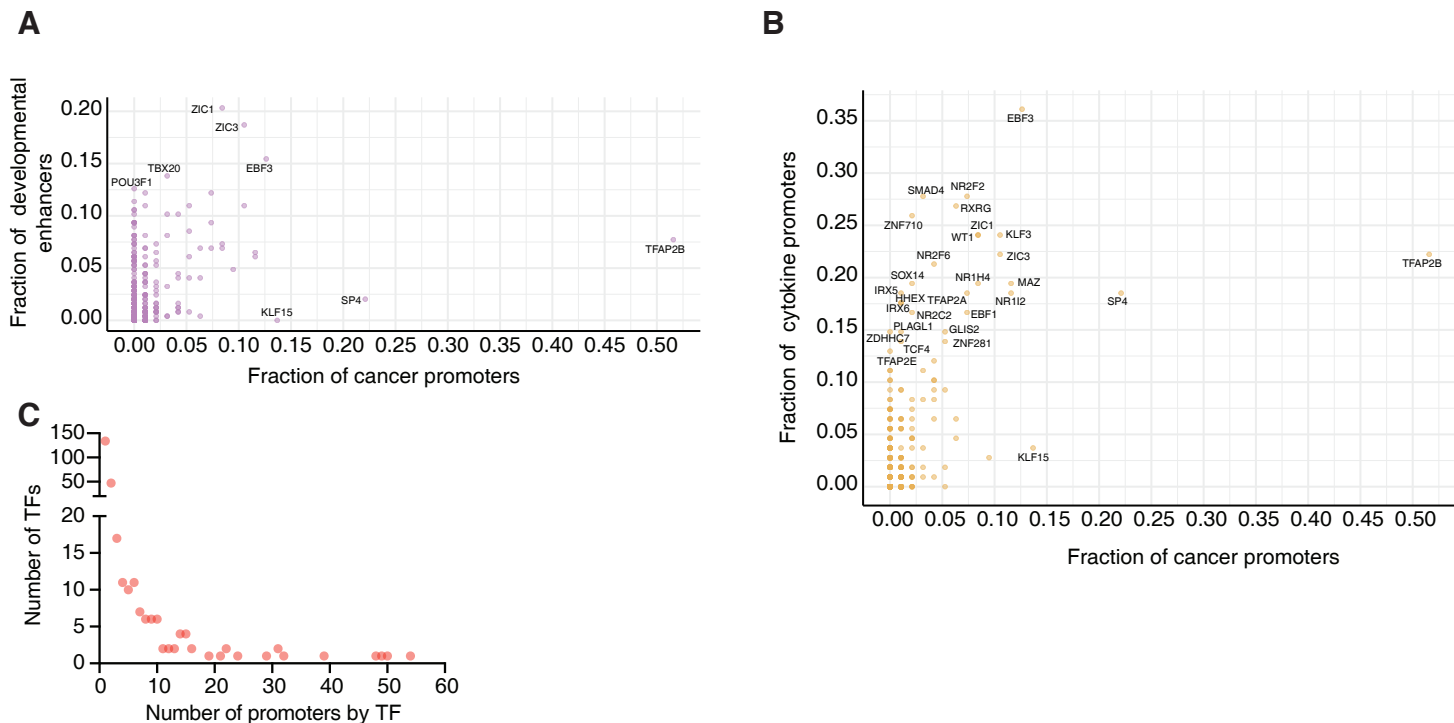 A
Fraction of developmental
enhancers
0.20
0.15
0.10
0.05
0.00
ZIC1
ZIC3
EBF3
TBX20
POU3F1
TFAP2B
SP4
KLF15
0.00 0.05 0.10 0.15 0.20 0.25 0.30 0.35 0.40 0.45 0.50
Fraction of cancer promoters
B
Fraction of cytokine promoters
0.35
0.30
0.25
0.20
0.15
0.10
0.05
0.00
EBF3
SMAD4
NR2F2
RXRG
ZNF710
ZIC1
WT1
KLF3
NR2F6
ZIC3
TFAP2B
SOX14
NR1H4
MAZ
IRX5
HHEX
TFAP2A
NR1I2
SP4
IRX6
NR2C2
EBF1
PLAGL1
GLIS2
ZDHHC7
TCF4
ZNF281
TFAP2E
KLF15
0.00 0.05 0.10 0.15 0.20 0.25 0.30 0.35 0.40 0.45 0.50
Fraction of cancer promoters
C
Number of TFs
150
100
50
20
15
10
5
0
0 10 20 30 40 50 60
Number of promoters by TF